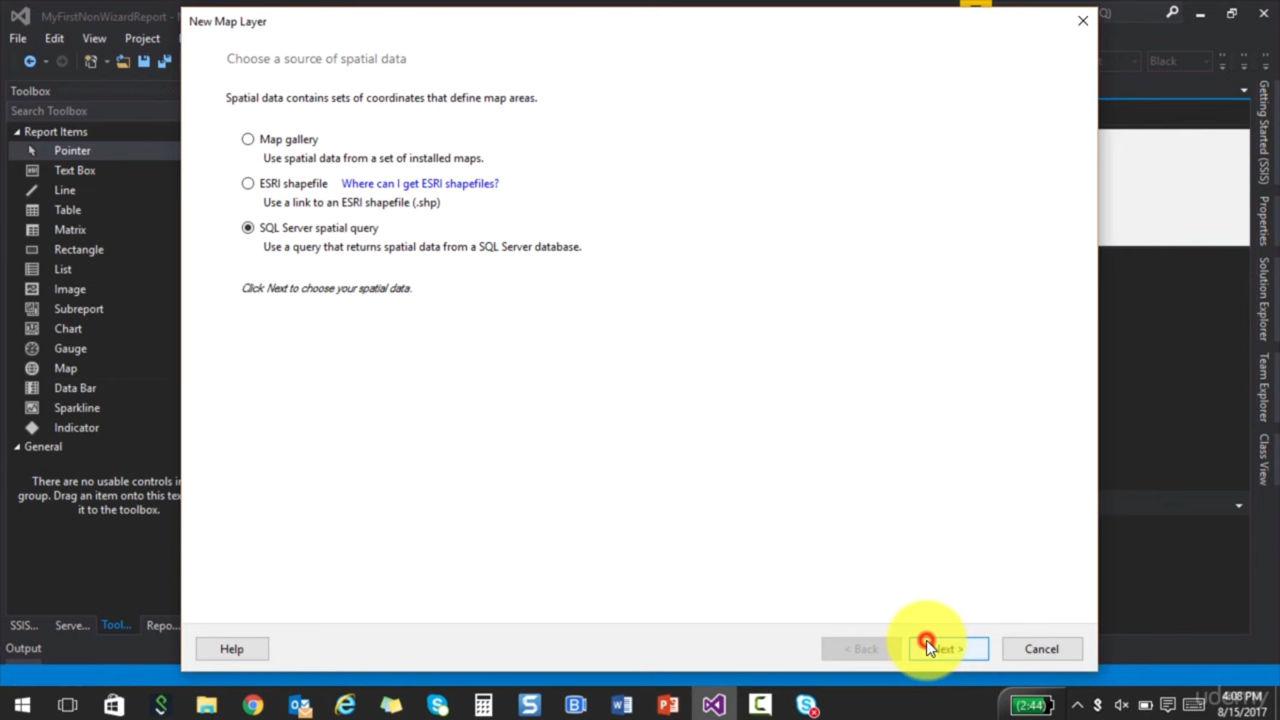 MyFirstNonWizardReport - M
New Map Layer
File Edit View Project
Black
Choose a source of spatial data
Spatial data contains sets of coordinates that define map areas.
Map gallery
Use spatial data from a set of installed maps.
ESRI shapefile Where can I get ESRI shapefiles?
Use a link to an ESRI shapefile (.shp)
SQL Server spatial query
Use a query that returns spatial data from a SQL Server database.
Click Next to choose your spatial data.
Toolbox
Search Toolbox
Report Items
Pointer
Text Box
Line
Table
Matrix
Rectangle
List
Image
Subreport
Chart
Gauge
Map
Data Bar
Sparkline
Indicator
General
There are no usable controls in
group. Drag an item onto this tex
it to the toolbox.
SSIS... Serve... Tool... Repo...
Output
Getting Started (SSIS)
Properties
Solution Explorer
Team Explorer
Class View
Help < Back Next > Cancel
(2:44)
4:08 PM
8/15/2017
udemy